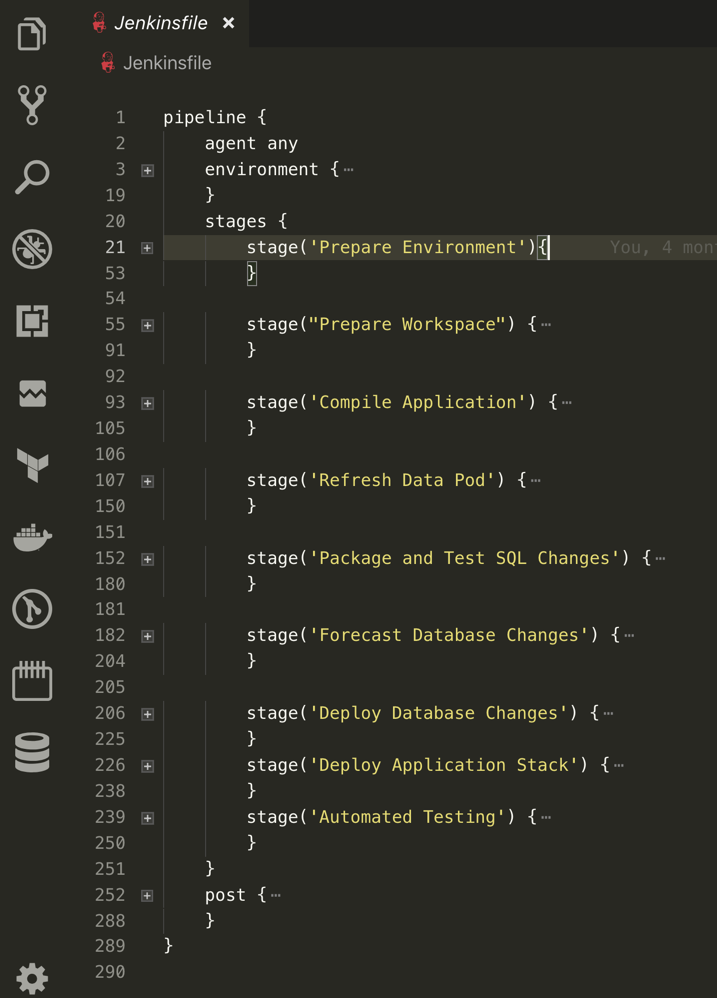 Jenkinsfile ×
Jenkinsfile
1 pipeline {
2 agent any
3 environment {⋯
19 }
20 stages {
21 stage('Prepare Environment'){ You, 4 mon
53 }
54
55 stage("Prepare Workspace") {⋯
91 }
92
93 stage('Compile Application') {⋯
105 }
106
107 stage('Refresh Data Pod') {⋯
150 }
151
152 stage('Package and Test SQL Changes') {⋯
180 }
181
182 stage('Forecast Database Changes') {⋯
204 }
205
206 stage('Deploy Database Changes') {⋯
225 }
226 stage('Deploy Application Stack') {⋯
238 }
239 stage('Automated Testing') {⋯
250 }
251 }
252 post {⋯
288 }
289 }
290